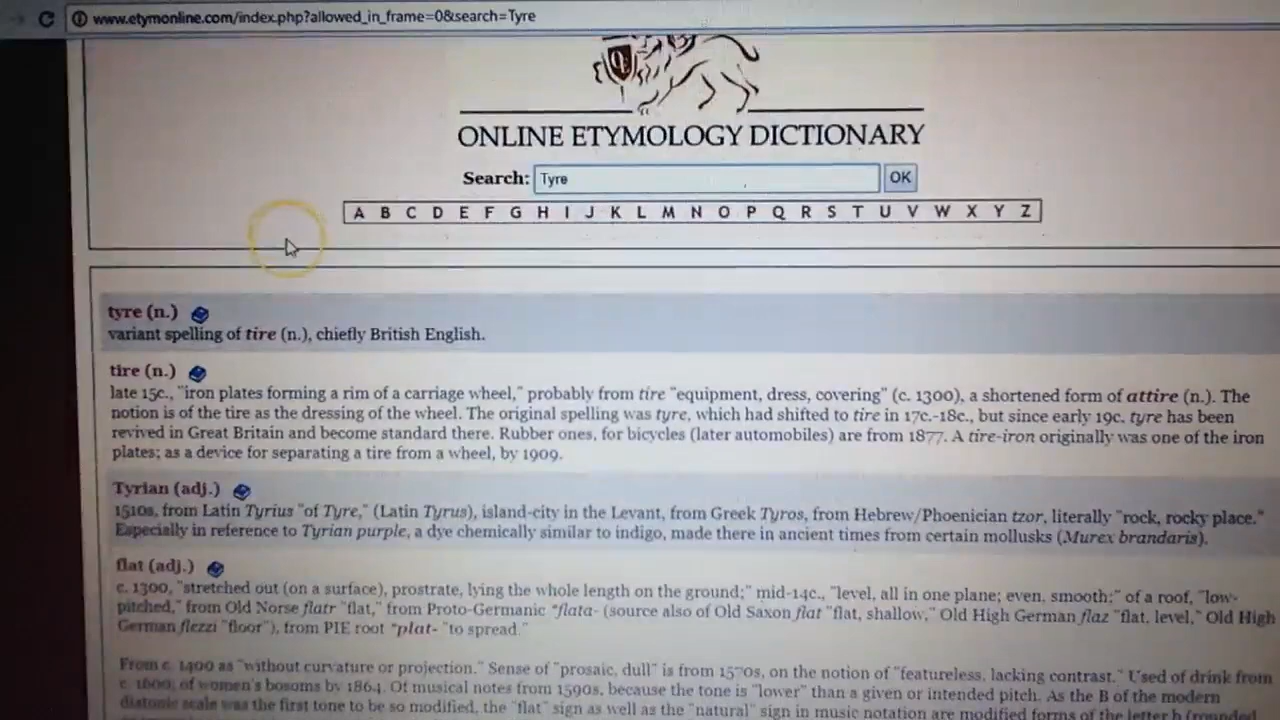 www.etymonline.com/index.php?allowed_in_frame=0&search=Tyre
ONLINE ETYMOLOGY DICTIONARY
Search: Tyre OK
A B C D E F G H I J K L M N O P Q R S T U V W X Y Z
tyre (n.)
variant spelling of tire (n.), chiefly British English.
tire (n.)
late 15c., "iron plates forming a rim of a carriage wheel," probably from tire "equipment, dress, covering" (c. 1300), a shortened form of attire (n.). The
notion is of the tire as the dressing of the wheel. The original spelling was tyre, which had shifted to tire in 17c.-18c., but since early 19c. tyre has been
revived in Great Britain and become standard there. Rubber ones, for bicycles (later automobiles) are from 1877. A tire-iron originally was one of the iron
plates; as a device for separating a tire from a wheel, by 1909.
Tyrian (adj.)
1510s, from Latin Tyrius "of Tyre," (Latin Tyrus), island-city in the Levant, from Greek Tyros, from Hebrew/Phoenician tzor, literally "rock, rocky place."
Especially in reference to Tyrian purple, a dye chemically similar to indigo, made there in ancient times from certain mollusks (Murex brandaris).
flat (adj.)
c. 1300, "stretched out (on a surface), prostrate, lying the whole length on the ground;" mid-14c., "level, all in one plane; even, smooth;" of a roof, "low-
pitched," from Old Norse flatr "flat," from Proto-Germanic *flata- (source also of Old Saxon flat "flat, shallow," Old High German flaz "flat, level," Old High
German flezzi "floor"), from PIE root *plat- "to spread."
From c. 1400 as "without curvature or projection." Sense of "prosaic, dull" is from 1570s, on the notion of "featureless, lacking contrast." Used of drink from
c. 1600; of women's bosoms by 1864. Of musical notes from 1590s, because the tone is "lower" than a given or intended pitch. As the B of the modern
diatonic scale was the first tone to be so modified, the "flat" sign as well as the "natural" sign in music notation are modified forms of the letter b (rounded